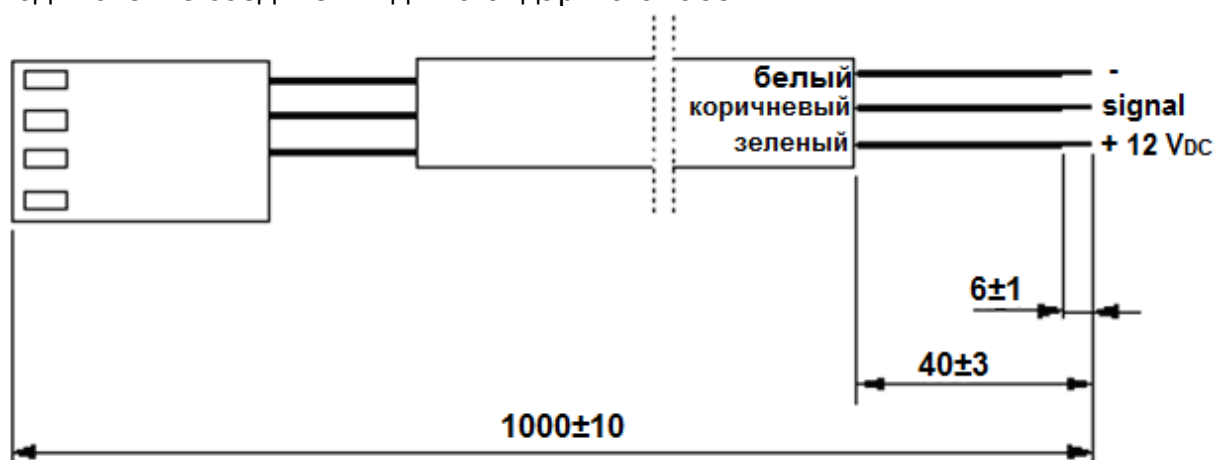 белый -
коричневый signal
зеленый + 12 VDC
6±1
40±3
1000±10